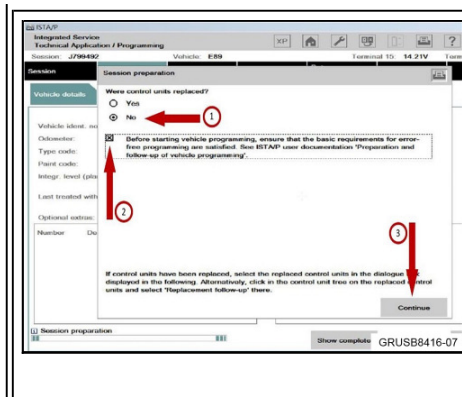 ISTA/P
Integrated Service
Technical Application / Programming
XP
?
Session: J799492
Vehicle: E89
Terminal 15: 14.21V
Session
Session preparation
Vehicle details
Were control units replaced?
Yes
No
1
Vehicle ident. no
Odometer:
Type code:
Paint code:
Integr. level (pla
Last treated with
Optional extras:
Number
Before starting vehicle programming, ensure that the basic requirements for error-
free programming are satisfied. See ISTA/P user documentation 'Preparation and
follow-up of vehicle programming'.
2
3
If control units have been replaced, select the replaced control units in the dialogue
displayed in the following. Alternatively, click in the control unit tree on the replaced control
units and select 'Replacement follow-up' there.
Continue
Session preparation
Show complete
GRUSB8416-07